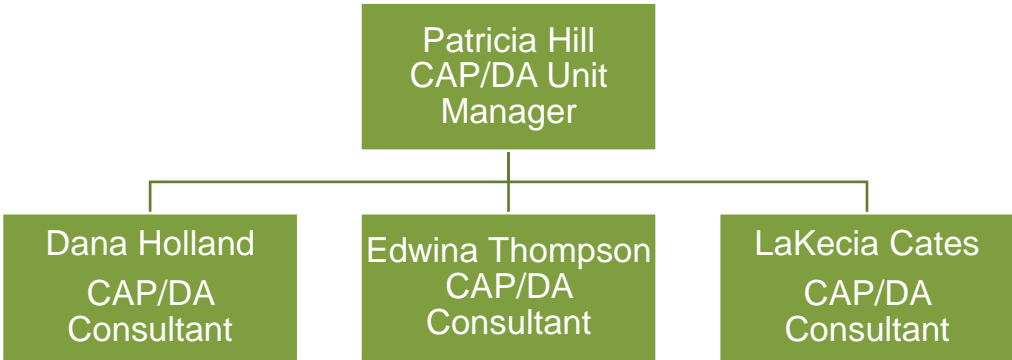 Patricia Hill
CAP/DA Unit
Manager
Dana Holland
CAP/DA
Consultant
Edwina Thompson
CAP/DA
Consultant
LaKecia Cates
CAP/DA
Consultant